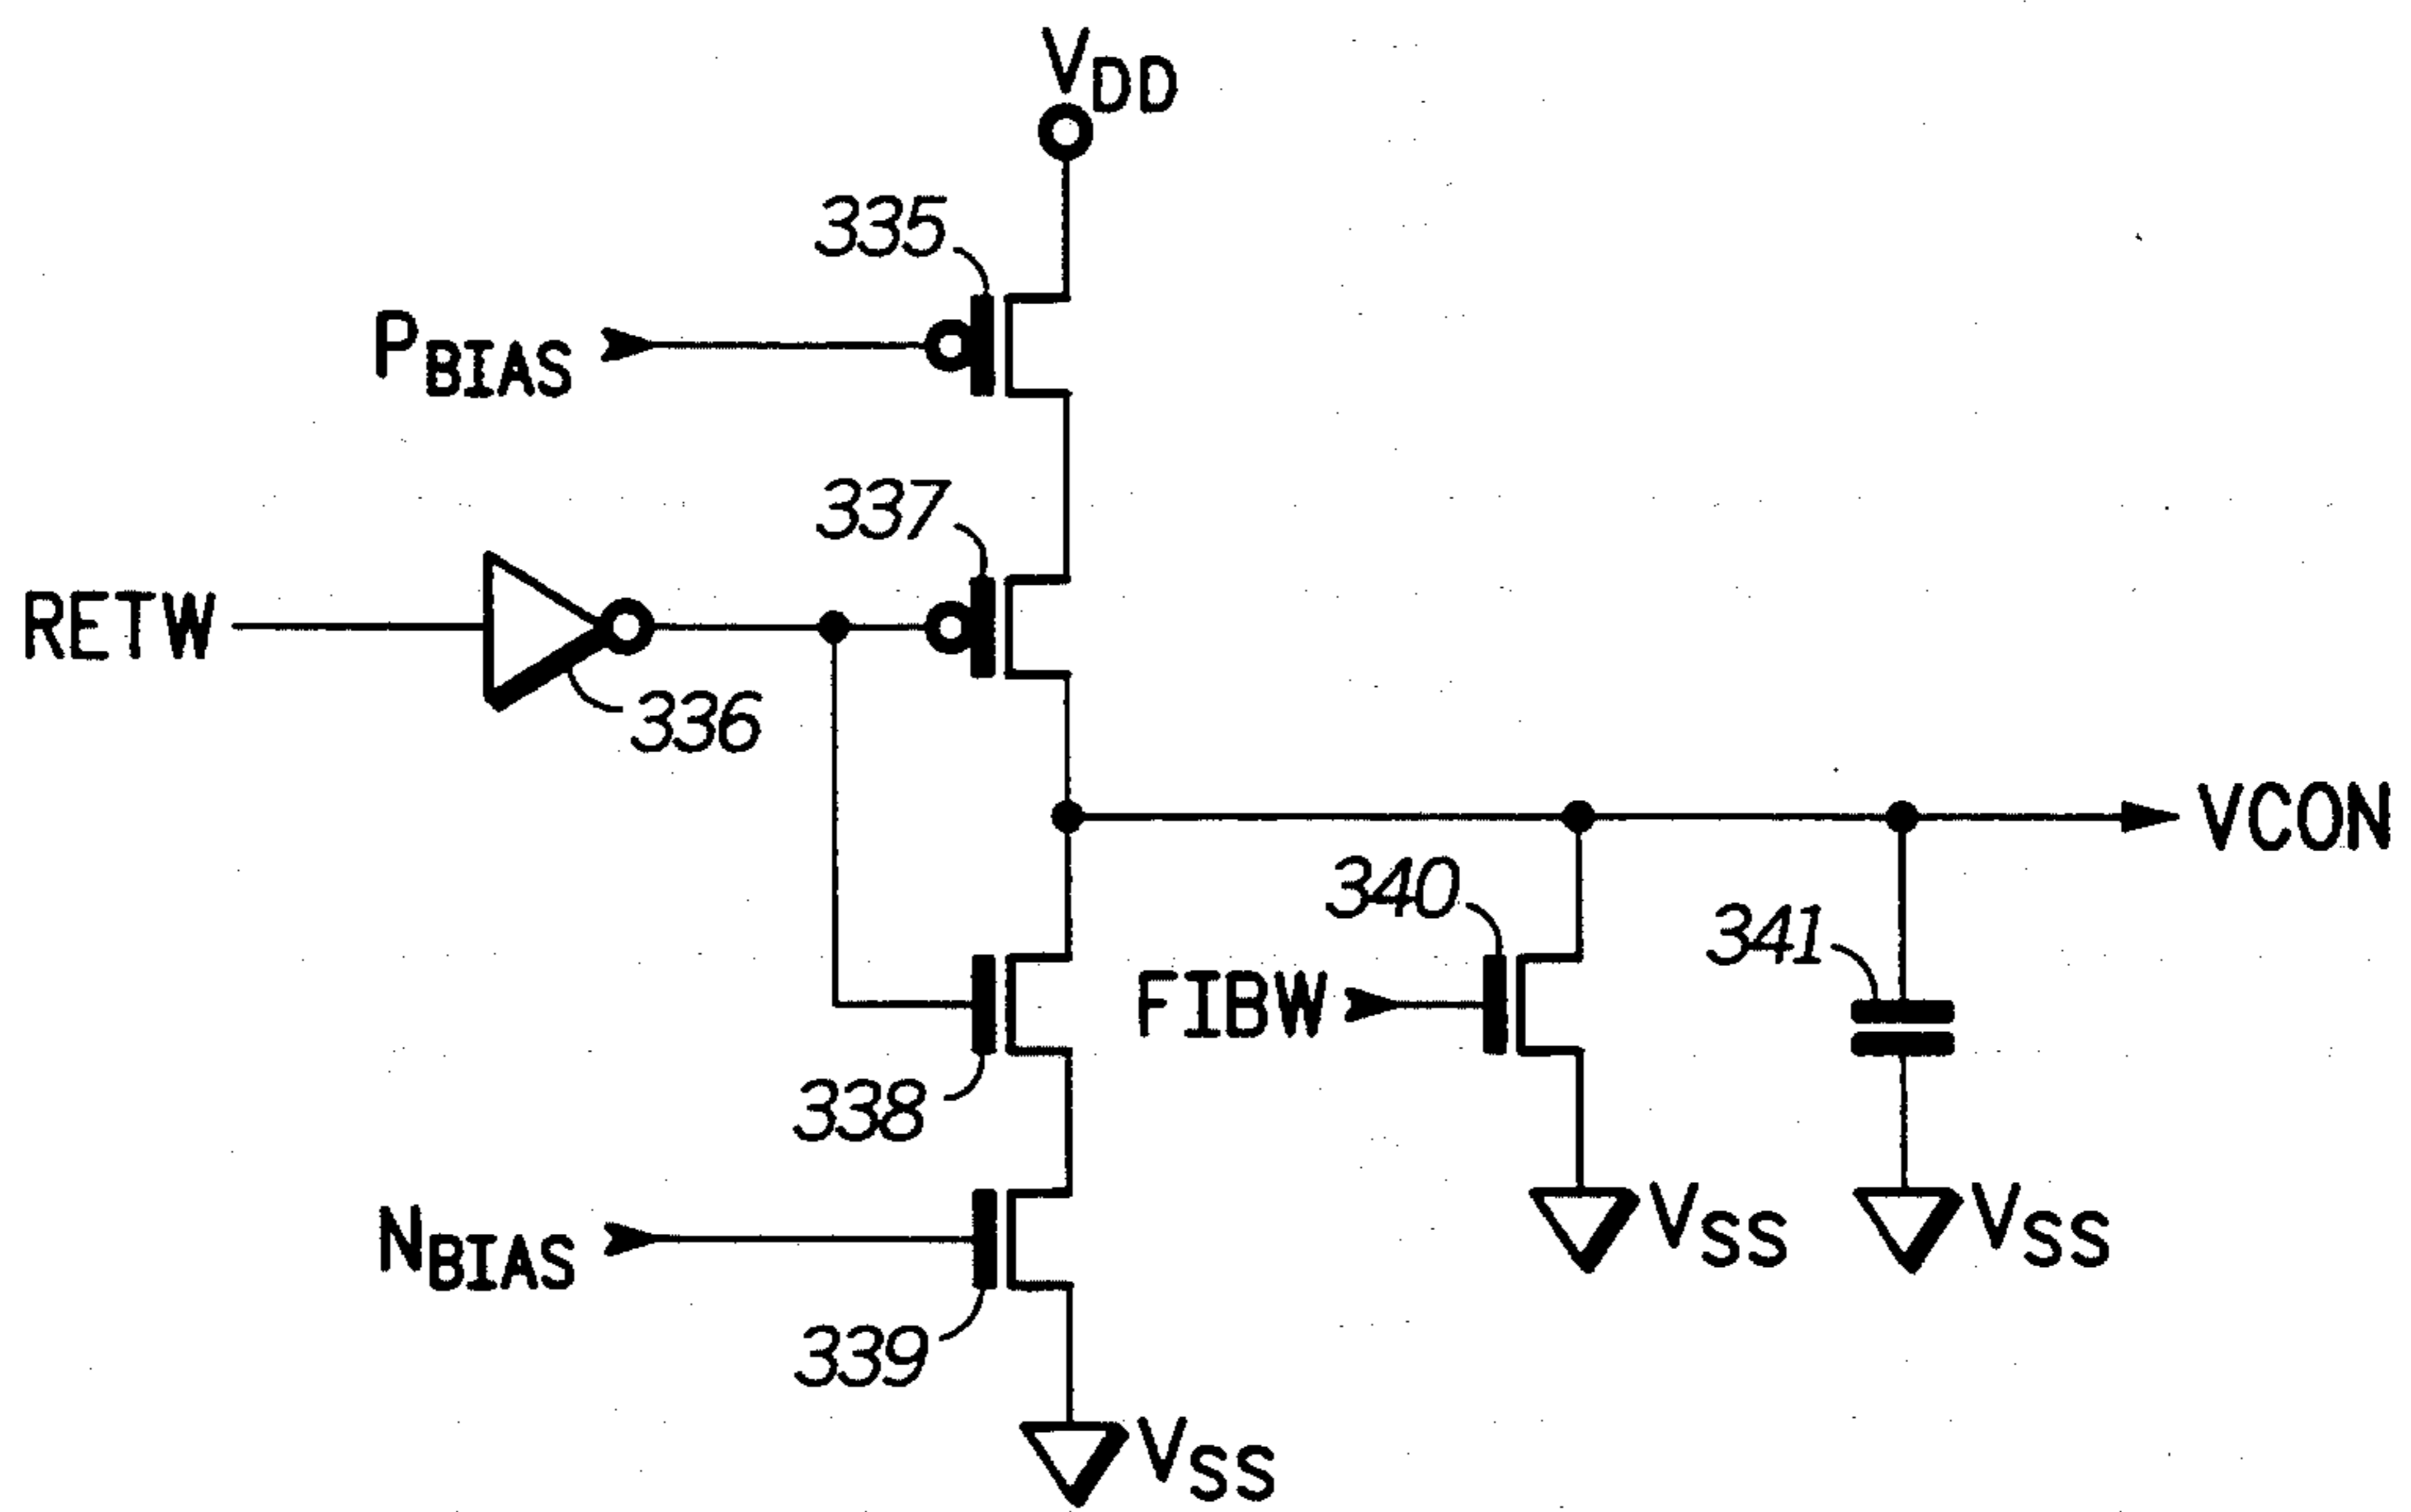 VDD
335
PBIAS
337
RETW
336
VCON
340
341
FIBW
338
VSS
VSS
NBIAS
339
VSS